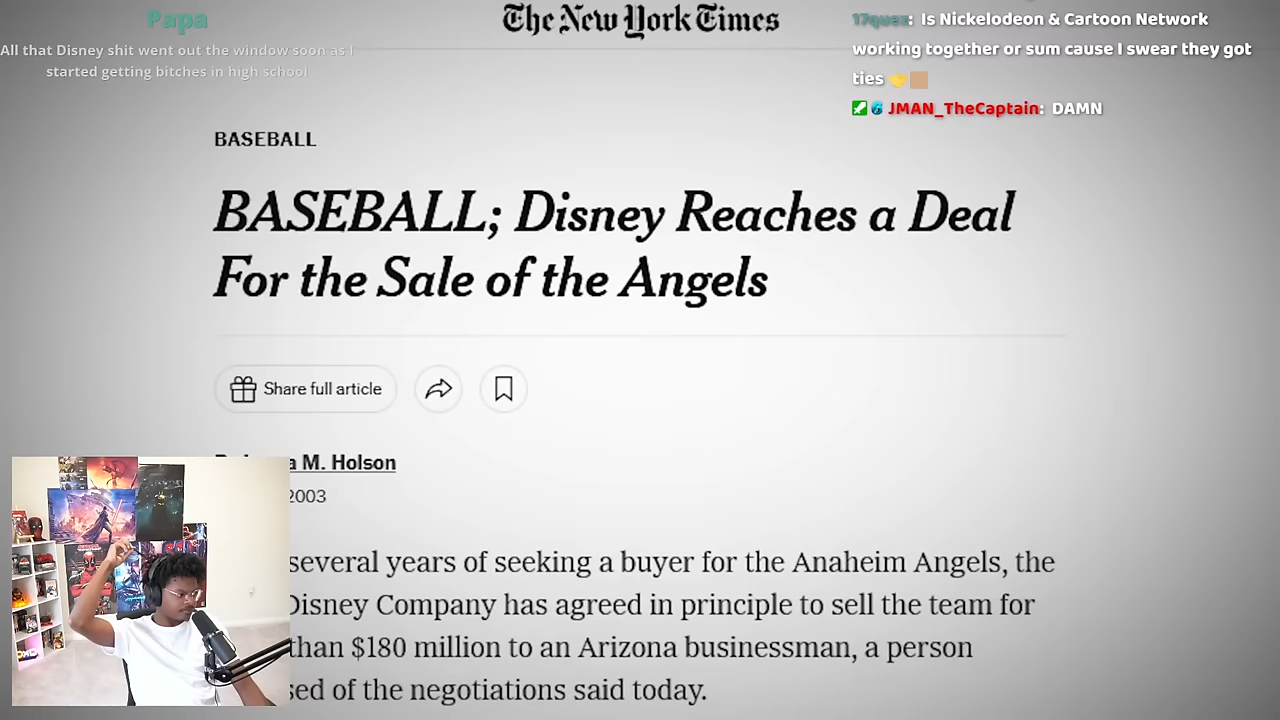 The New York Times
Papa
All that Disney shit went out the window soon as I
started getting bitches in high school
17quez: Is Nickelodeon & Cartoon Network
working together or sum cause I swear they got
ties
JMAN_TheCaptain: DAMN
BASEBALL
BASEBALL; Disney Reaches a Deal
For the Sale of the Angels
Share full article
M. Holson
2003
several years of seeking a buyer for the Anaheim Angels, the
Disney Company has agreed in principle to sell the team for
than $180 million to an Arizona businessman, a person
of the negotiations said today.